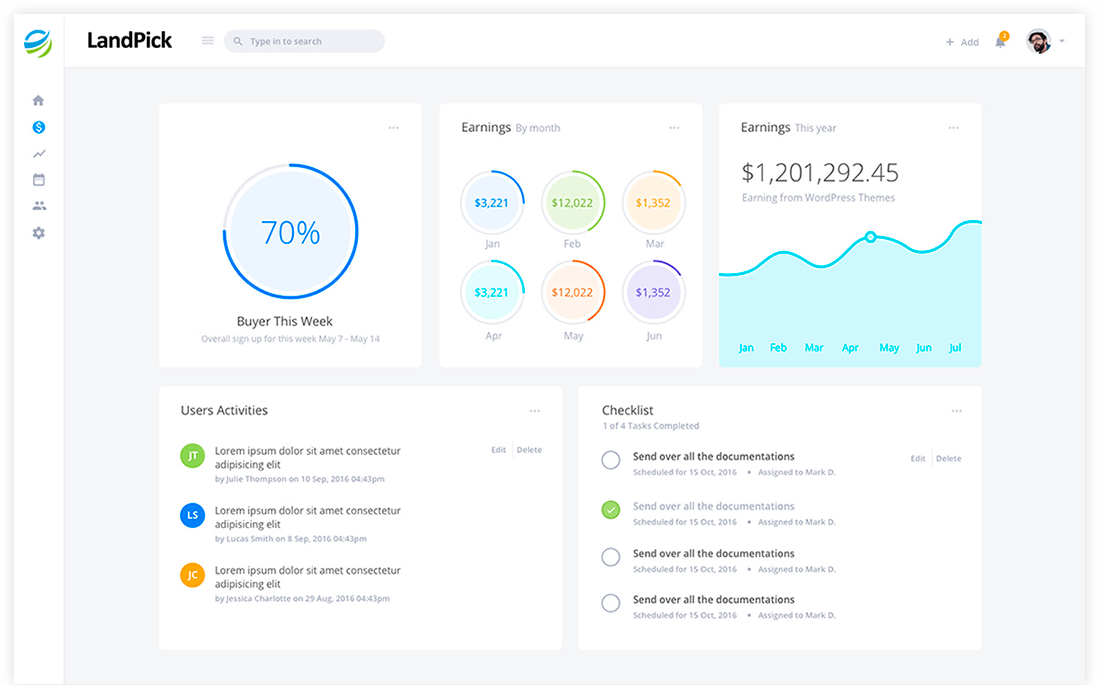 LandPick
Type in to search
+ Add
2
70%
Buyer This Week
Overall sign up for this week May 7 - May 14
Earnings By month
$3,221
$12,022
$1,352
Jan
Feb
Mar
$3,221
$12,022
$1,352
Apr
May
Jun
Earnings This year
$1,201,292.45
Earning from WordPress Themes
Jan Feb Mar Apr May Jun Jul
Users Activities
JT
Lorem ipsum dolor sit amet consectetur
adipisicing elit
by Julie Thompson on 10 Sep, 2016 04:43pm
Edit
Delete
LS
Lorem ipsum dolor sit amet consectetur
adipisicing elit
by Lucas Smith on 8 Sep, 2016 04:43pm
JC
Lorem ipsum dolor sit amet consectetur
adipisicing elit
by Jessica Charlotte on 29 Aug, 2016 04:43pm
Checklist
1 of 4 Tasks Completed
Send over all the documentations
Scheduled for 15 Oct, 2016 • Assigned to Mark D.
Edit
Delete
Send over all the documentations
Scheduled for 15 Oct, 2016 • Assigned to Mark D.
Send over all the documentations
Scheduled for 15 Oct, 2016 • Assigned to Mark D.
Send over all the documentations
Scheduled for 15 Oct, 2016 • Assigned to Mark D.